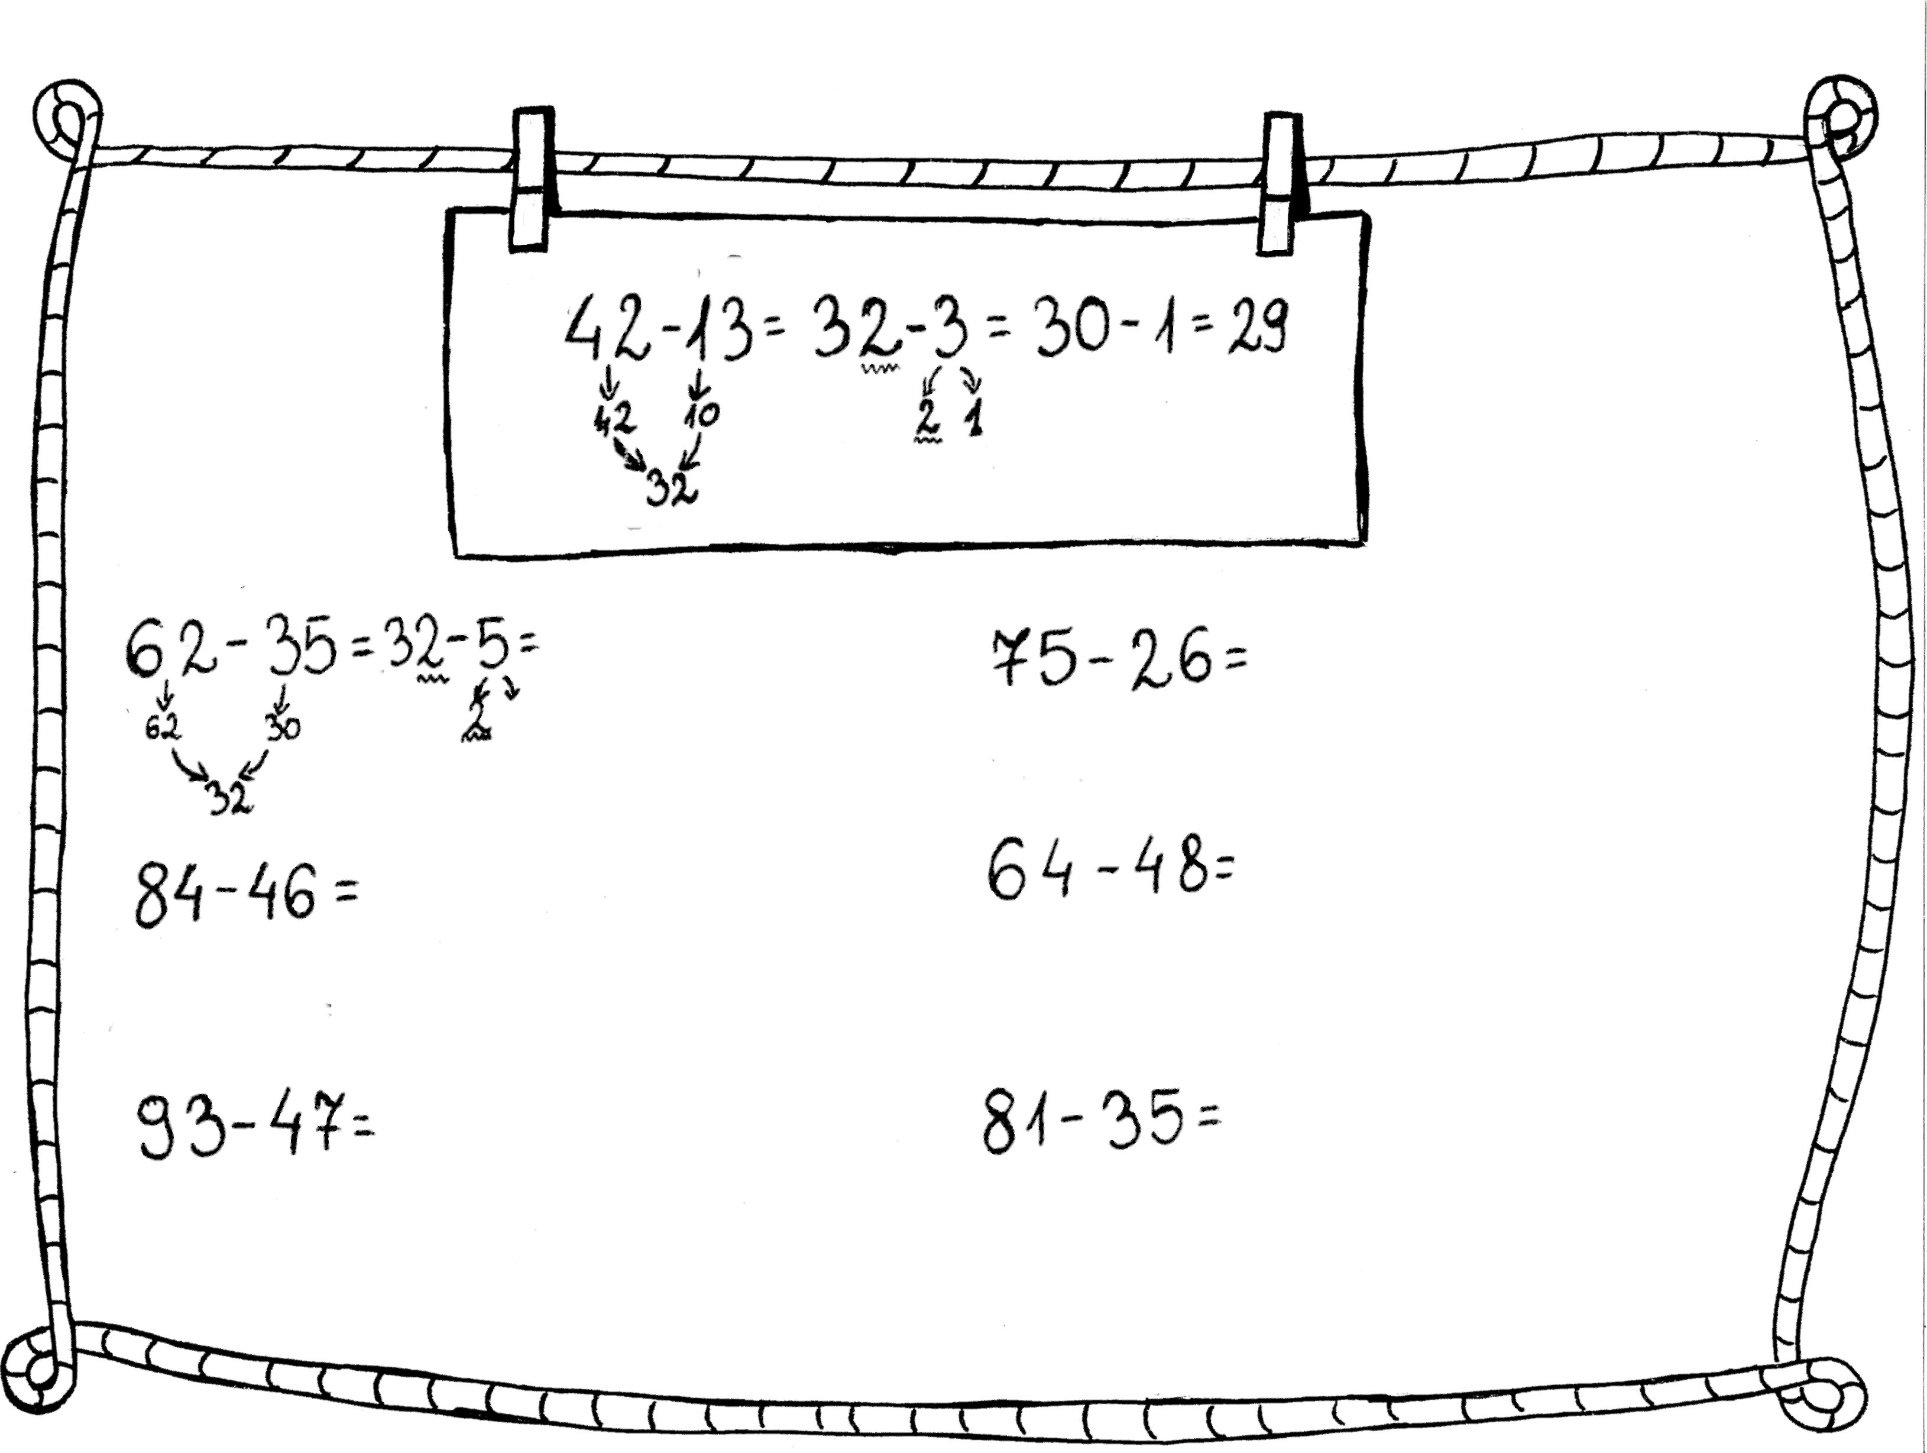 42-13= 32-3= 30-1= 29
42 10 2 1
32
62-35=32-5=
62 30 2
32
75-26=
84-46=
64-48=
93-47=
81-35=